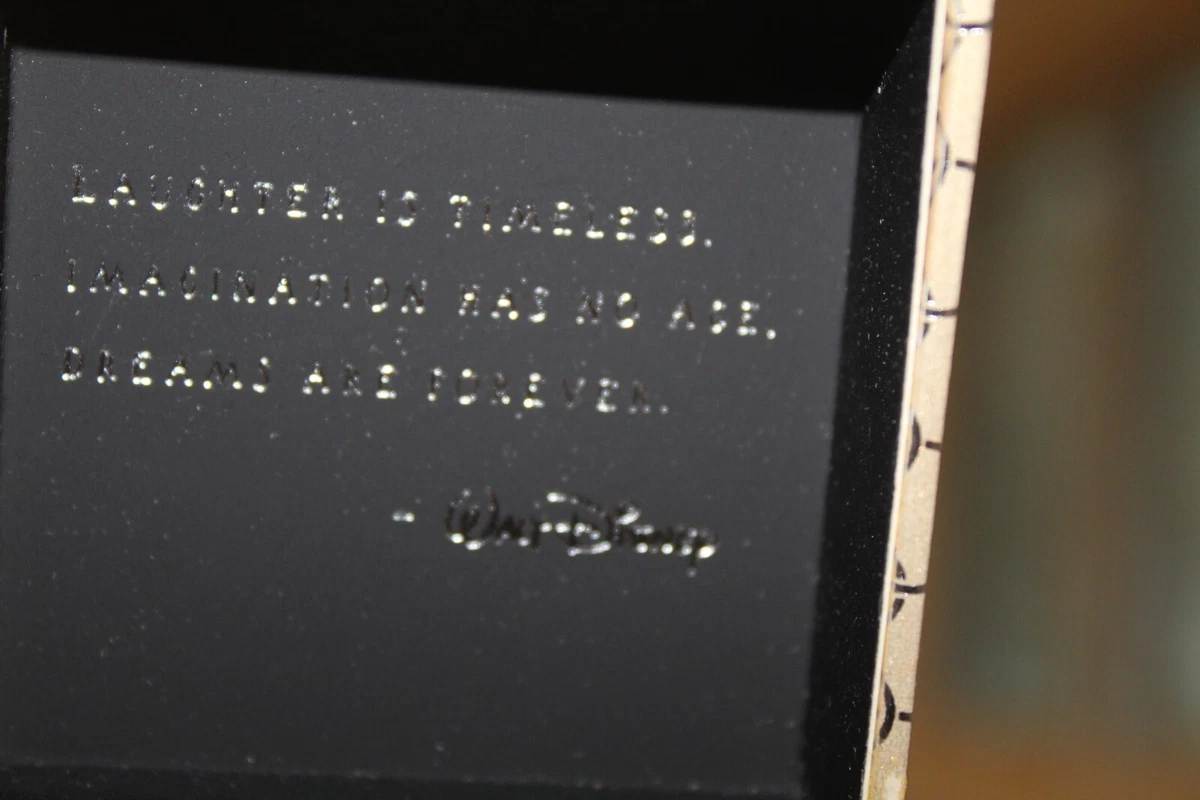 LAUGHTER IS TIMELESS.
IMAGINATION HAS NO AGE.
DREAMS ARE FOREVER.
- Walt Disney